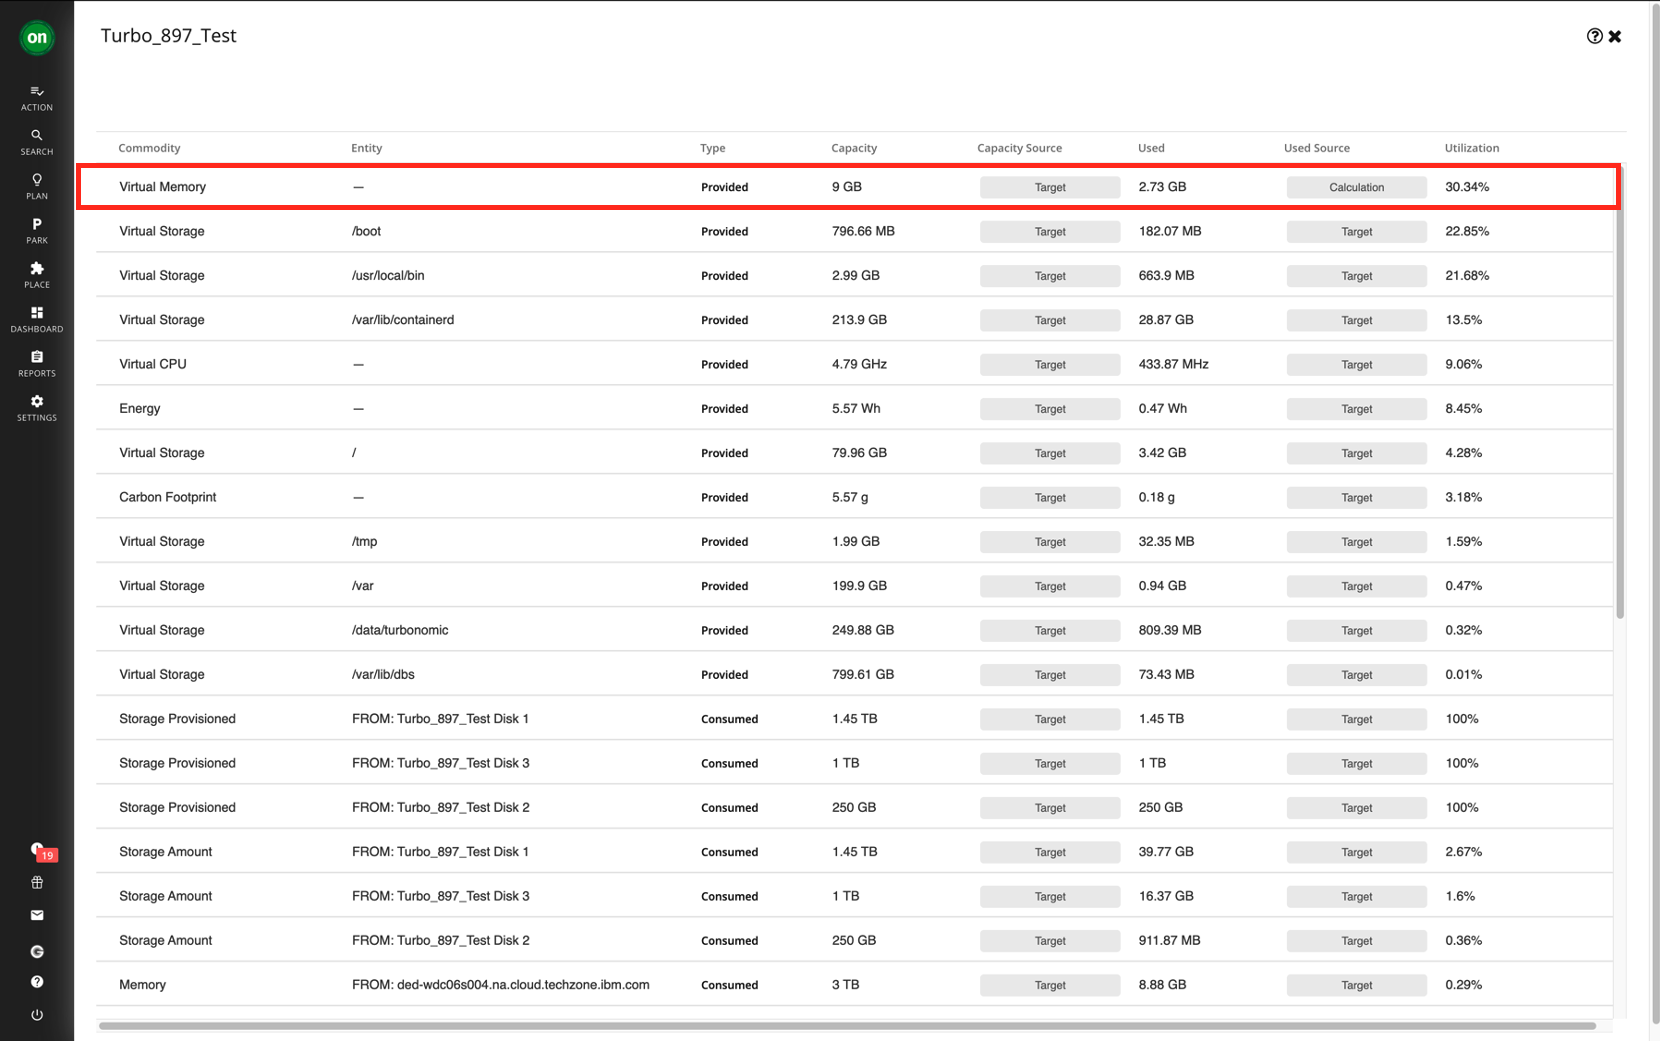 on
Turbo_897_Test
ACTION
SEARCH
PLAN
P
PARK
PLACE
DASHBOARD
REPORTS
SETTINGS
19
G
?
Commodity Entity Type Capacity Capacity Source Used Used Source Utilization
Virtual Memory — Provided 9 GB Target 2.73 GB Calculation 30.34%
Virtual Storage /boot Provided 796.66 MB Target 182.07 MB Target 22.85%
Virtual Storage /usr/local/bin Provided 2.99 GB Target 663.9 MB Target 21.68%
Virtual Storage /var/lib/containerd Provided 213.9 GB Target 28.87 GB Target 13.5%
Virtual CPU — Provided 4.79 GHz Target 433.87 MHz Target 9.06%
Energy — Provided 5.57 Wh Target 0.47 Wh Target 8.45%
Virtual Storage / Provided 79.96 GB Target 3.42 GB Target 4.28%
Carbon Footprint — Provided 5.57 g Target 0.18 g Target 3.18%
Virtual Storage /tmp Provided 1.99 GB Target 32.35 MB Target 1.59%
Virtual Storage /var Provided 199.9 GB Target 0.94 GB Target 0.47%
Virtual Storage /data/turbonomic Provided 249.88 GB Target 809.39 MB Target 0.32%
Virtual Storage /var/lib/dbs Provided 799.61 GB Target 73.43 MB Target 0.01%
Storage Provisioned FROM: Turbo_897_Test Disk 1 Consumed 1.45 TB Target 1.45 TB Target 100%
Storage Provisioned FROM: Turbo_897_Test Disk 3 Consumed 1 TB Target 1 TB Target 100%
Storage Provisioned FROM: Turbo_897_Test Disk 2 Consumed 250 GB Target 250 GB Target 100%
Storage Amount FROM: Turbo_897_Test Disk 1 Consumed 1.45 TB Target 39.77 GB Target 2.67%
Storage Amount FROM: Turbo_897_Test Disk 3 Consumed 1 TB Target 16.37 GB Target 1.6%
Storage Amount FROM: Turbo_897_Test Disk 2 Consumed 250 GB Target 911.87 MB Target 0.36%
Memory FROM: ded-wdc06s004.na.cloud.techzone.ibm.com Consumed 3 TB Target 8.88 GB Target 0.29%